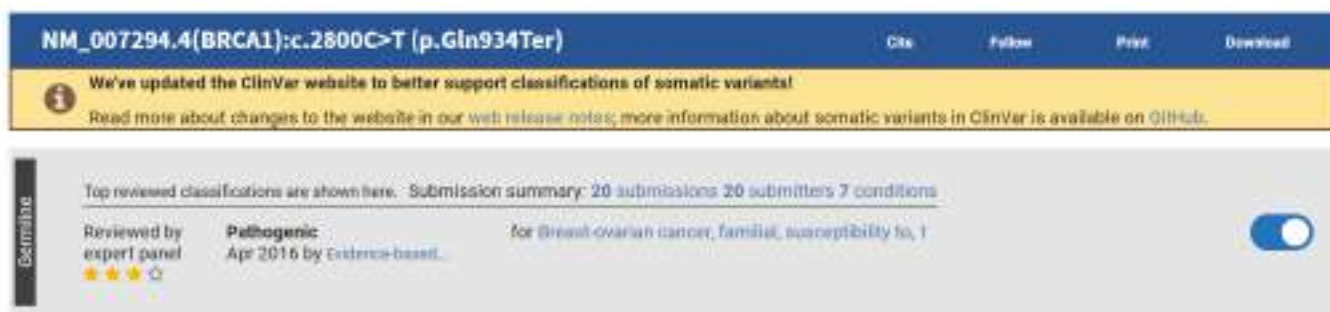 NM_007294.4(BRCA1):c.2800C>T (p.Gln934Ter) Cite Follow Print Download
We've updated the ClinVar website to better support classifications of somatic variants!
Read more about changes to the website in our web release notes; more information about somatic variants in ClinVar is available on GitHub.
Germline
Top reviewed classifications are shown here. Submission summary: 20 submissions 20 submitters 7 conditions
Reviewed by expert panel
Pathogenic
Apr 2016 by Evidence-based...
for Breast-ovarian cancer, familial, susceptibility to, 1